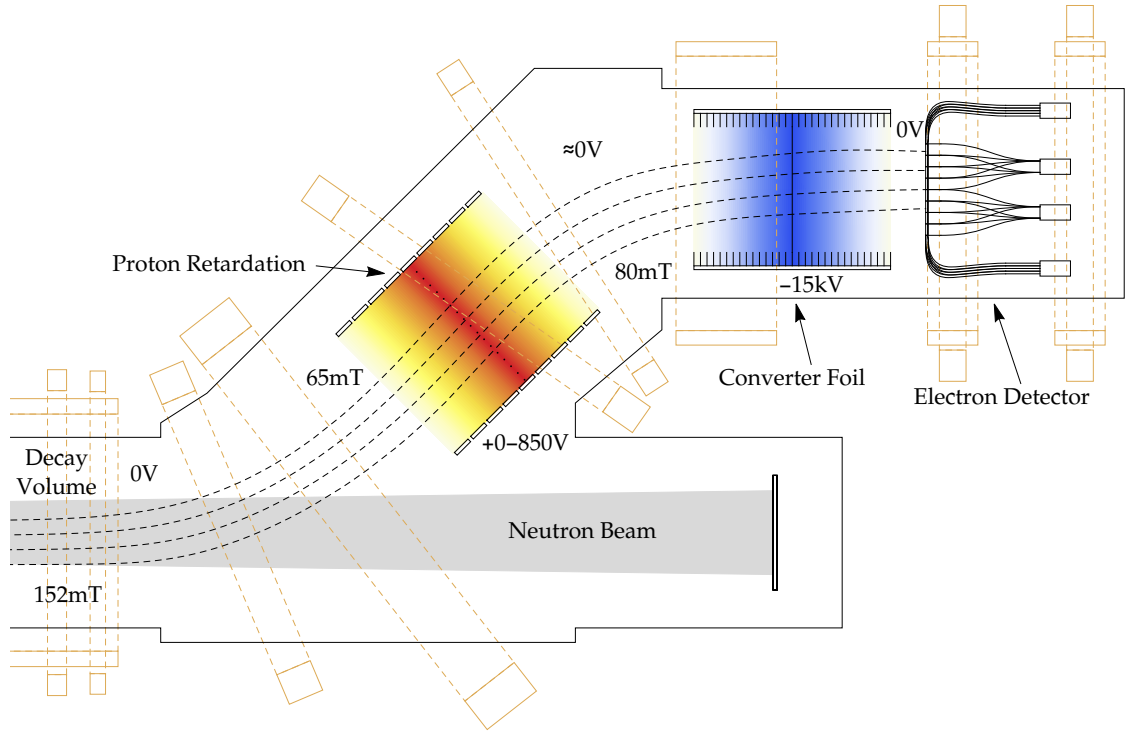 ≈0V
0V
Proton Retardation
80mT
−15kV
65mT
Converter Foil
Electron Detector
+0−850V
Decay
Volume
0V
Neutron Beam
152mT